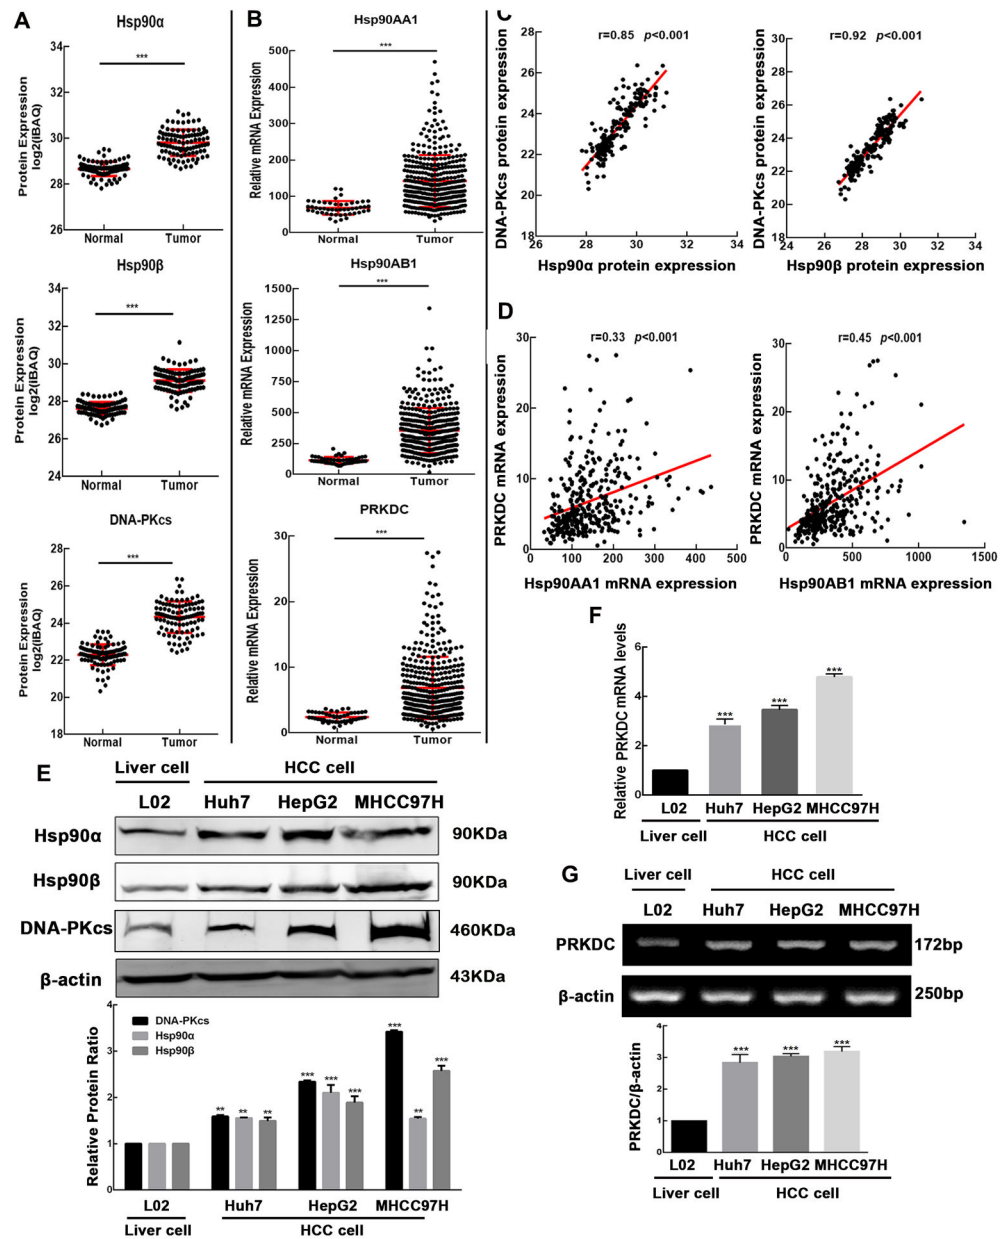 A
Hsp90α
Protein Expression
log2(iBAQ)
34
32
30
28
26
***
Normal
Tumor
Hsp90β
Protein Expression
log2(iBAQ)
34
32
30
28
26
24
***
Normal
Tumor
DNA-PKcs
Protein Expression
log2(iBAQ)
28
26
24
22
20
18
***
Normal
Tumor
B
Hsp90AA1
Relative mRNA Expression
500
400
300
200
100
0
***
Normal
Tumor
Hsp90AB1
Relative mRNA Expression
1500
1250
1000
750
500
250
0
***
Normal
Tumor
PRKDC
Relative mRNA Expression
30
20
10
0
***
Normal
Tumor
C
r=0.85 p<0.001
DNA-PKcs protein expression
28
26
24
22
20
18
26 28 30 32 34
Hsp90α protein expression
r=0.92 p<0.001
DNA-PKcs protein expression
28
26
24
22
20
18
24 26 28 30 32 34
Hsp90β protein expression
D
r=0.33 p<0.001
PRKDC mRNA expression
30
20
10
0
0 100 200 300 400 500
Hsp90AA1 mRNA expression
r=0.45 p<0.001
PRKDC mRNA expression
30
20
10
0
0 500 1000 1500
Hsp90AB1 mRNA expression
E
Liver cell HCC cell
L02 Huh7 HepG2 MHCC97H
Hsp90α 90KDa
Hsp90β 90KDa
DNA-PKcs 460KDa
β-actin 43KDa
Relative Protein Ratio
4
3
2
1
0
DNA-PKcs
Hsp90α
Hsp90β
** ** **
*** *** ***
*** ** ***
L02 Huh7 HepG2 MHCC97H
Liver cell HCC cell
F
Relative PRKDC mRNA levels
6
4
2
0
*** *** ***
L02 Huh7 HepG2 MHCC97H
Liver cell HCC cell
G
Liver cell HCC cell
L02 Huh7 HepG2 MHCC97H
PRKDC 172bp
β-actin 250bp
PRKDC/β-actin
4
3
2
1
0
*** *** ***
L02 Huh7 HepG2 MHCC97H
Liver cell HCC cell